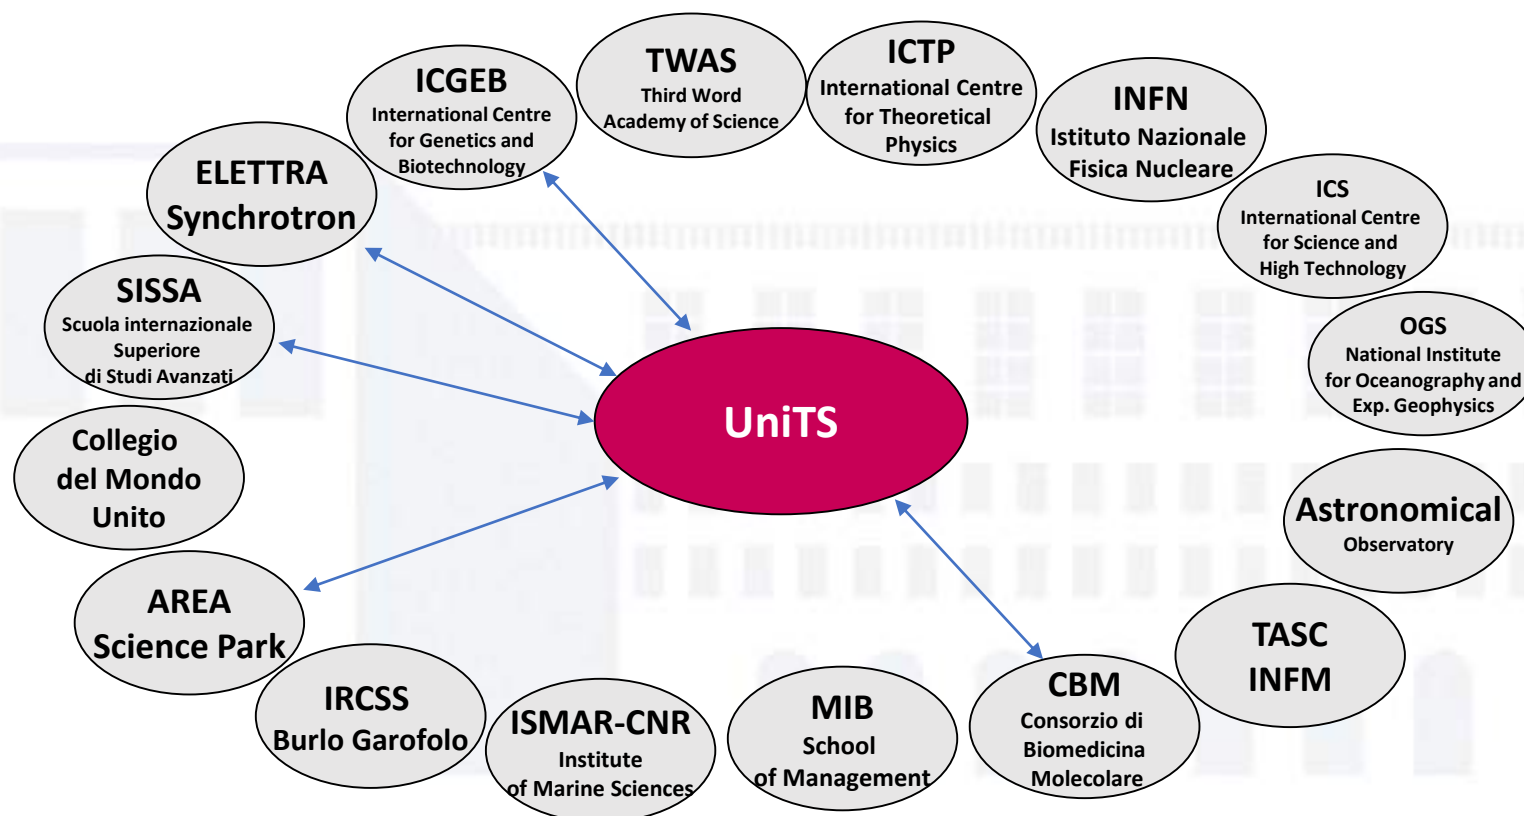 ICGEB
International Centre
for Genetics and
Biotechnology
TWAS
Third Word
Academy of Science
ICTP
International Centre
for Theoretical
Physics
INFN
Istituto Nazionale
Fisica Nucleare
ICS
International Centre
for Science and
High Technology
OGS
National Institute
for Oceanography and
Exp. Geophysics
Astronomical
Observatory
TASC
INFM
CBM
Consorzio di
Biomedicina
Molecolare
MIB
School
of Management
ISMAR-CNR
Institute
of Marine Sciences
IRCSS
Burlo Garofolo
AREA
Science Park
Collegio
del Mondo
Unito
SISSA
Scuola internazionale
Superiore
di Studi Avanzati
ELETTRA
Synchrotron
UniTS